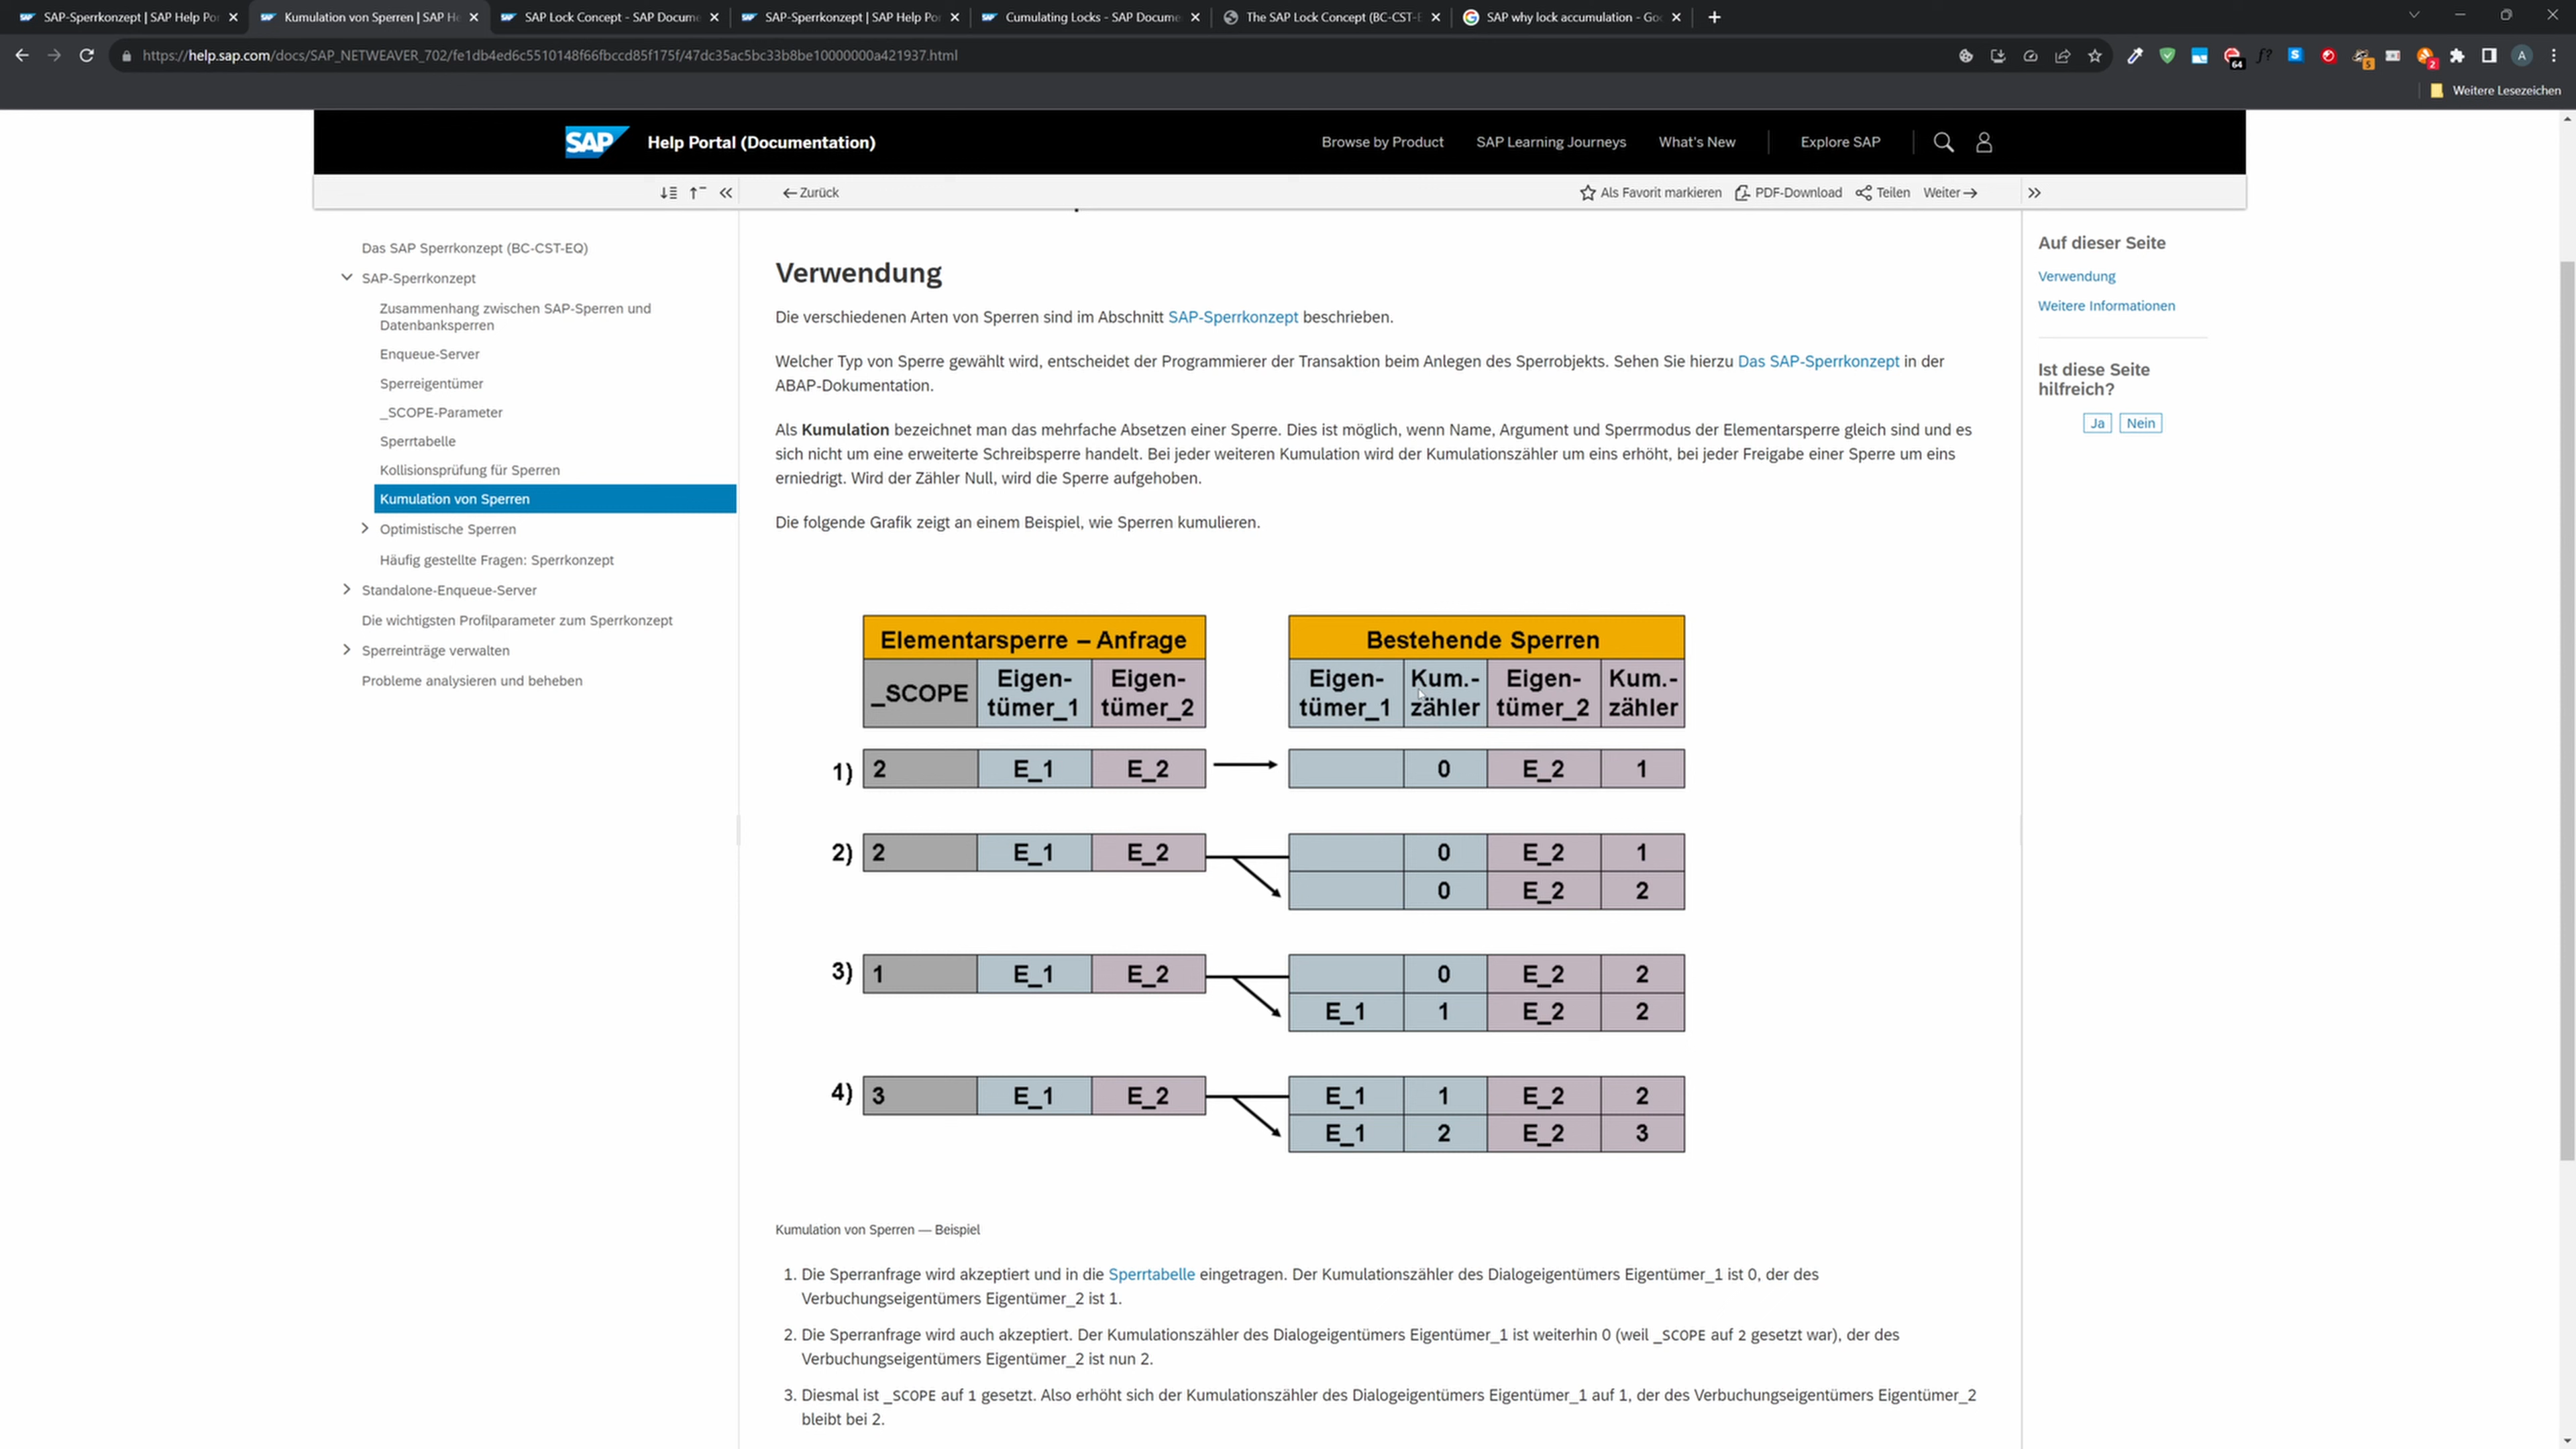 SAP-Sperrkonzept | SAP Help Po
Kumulation von Sperren | SAP He
SAP Lock Concept - SAP Docume
SAP-Sperrkonzept | SAP Help Po
Cumulating Locks - SAP Docume
The SAP Lock Concept (BC-CST-E
SAP why lock accumulation - Go
https://help.sap.com/docs/SAP_NETWEAVER_702/fe1db4ed6c5510148f66fbccd85f175f/47dc35ac5bc33b8be10000000a421937.html
64
f?
S
5
2
A
Weitere Lesezeichen
SAP
Help Portal (Documentation)
Browse by Product
SAP Learning Journeys
What's New
Explore SAP
Zurück
Als Favorit markieren
PDF-Download
Teilen
Weiter
Das SAP Sperrkonzept (BC-CST-EQ)
SAP-Sperrkonzept
Zusammenhang zwischen SAP-Sperren und
Datenbanksperren
Enqueue-Server
Sperreigentümer
_SCOPE-Parameter
Sperrtabelle
Kollisionsprüfung für Sperren
Kumulation von Sperren
Optimistische Sperren
Häufig gestellte Fragen: Sperrkonzept
Standalone-Enqueue-Server
Die wichtigsten Profilparameter zum Sperrkonzept
Sperreinträge verwalten
Probleme analysieren und beheben
Verwendung
Die verschiedenen Arten von Sperren sind im Abschnitt SAP-Sperrkonzept beschrieben.
Welcher Typ von Sperre gewählt wird, entscheidet der Programmierer der Transaktion beim Anlegen des Sperrobjekts. Sehen Sie hierzu Das SAP-Sperrkonzept in der
ABAP-Dokumentation.
Als Kumulation bezeichnet man das mehrfache Absetzen einer Sperre. Dies ist möglich, wenn Name, Argument und Sperrmodus der Elementarsperre gleich sind und es
sich nicht um eine erweiterte Schreibsperre handelt. Bei jeder weiteren Kumulation wird der Kumulationszähler um eins erhöht, bei jeder Freigabe einer Sperre um eins
erniedrigt. Wird der Zähler Null, wird die Sperre aufgehoben.
Die folgende Grafik zeigt an einem Beispiel, wie Sperren kumulieren.
Elementarsperre – Anfrage
_SCOPE
Eigen-
tümer_1
Eigen-
tümer_2
Bestehende Sperren
Eigen-
tümer_1
Kum.-
zähler
Eigen-
tümer_2
Kum.-
zähler
1) 2 E_1 E_2 0 E_2 1
2) 2 E_1 E_2 0 E_2 1
0 E_2 2
3) 1 E_1 E_2 0 E_2 2
E_1 1 E_2 2
4) 3 E_1 E_2 E_1 1 E_2 2
E_1 2 E_2 3
Kumulation von Sperren — Beispiel
1. Die Sperranfrage wird akzeptiert und in die Sperrtabelle eingetragen. Der Kumulationszähler des Dialogeigentümers Eigentümer_1 ist 0, der des
Verbuchungseigentümers Eigentümer_2 ist 1.
2. Die Sperranfrage wird auch akzeptiert. Der Kumulationszähler des Dialogeigentümers Eigentümer_1 ist weiterhin 0 (weil _SCOPE auf 2 gesetzt war), der des
Verbuchungseigentümers Eigentümer_2 ist nun 2.
3. Diesmal ist _SCOPE auf 1 gesetzt. Also erhöht sich der Kumulationszähler des Dialogeigentümers Eigentümer_1 auf 1, der des Verbuchungseigentümers Eigentümer_2
bleibt bei 2.
Auf dieser Seite
Verwendung
Weitere Informationen
Ist diese Seite
hilfreich?
Ja
Nein